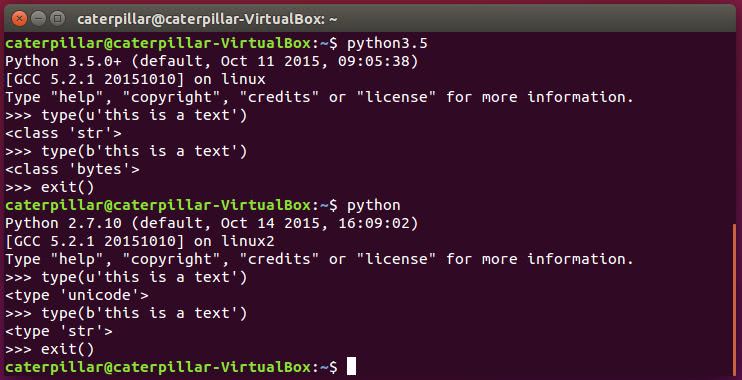 caterpillar@caterpillar-VirtualBox: ~
caterpillar@caterpillar-VirtualBox:~$ python3.5
Python 3.5.0+ (default, Oct 11 2015, 09:05:38)
[GCC 5.2.1 20151010] on linux
Type "help", "copyright", "credits" or "license" for more information.
>>> type(u'this is a text')
<class 'str'>
>>> type(b'this is a text')
<class 'bytes'>
>>> exit()
caterpillar@caterpillar-VirtualBox:~$ python
Python 2.7.10 (default, Oct 14 2015, 16:09:02)
[GCC 5.2.1 20151010] on linux2
Type "help", "copyright", "credits" or "license" for more information.
>>> type(u'this is a text')
<type 'unicode'>
>>> type(b'this is a text')
<type 'str'>
>>> exit()
caterpillar@caterpillar-VirtualBox:~$